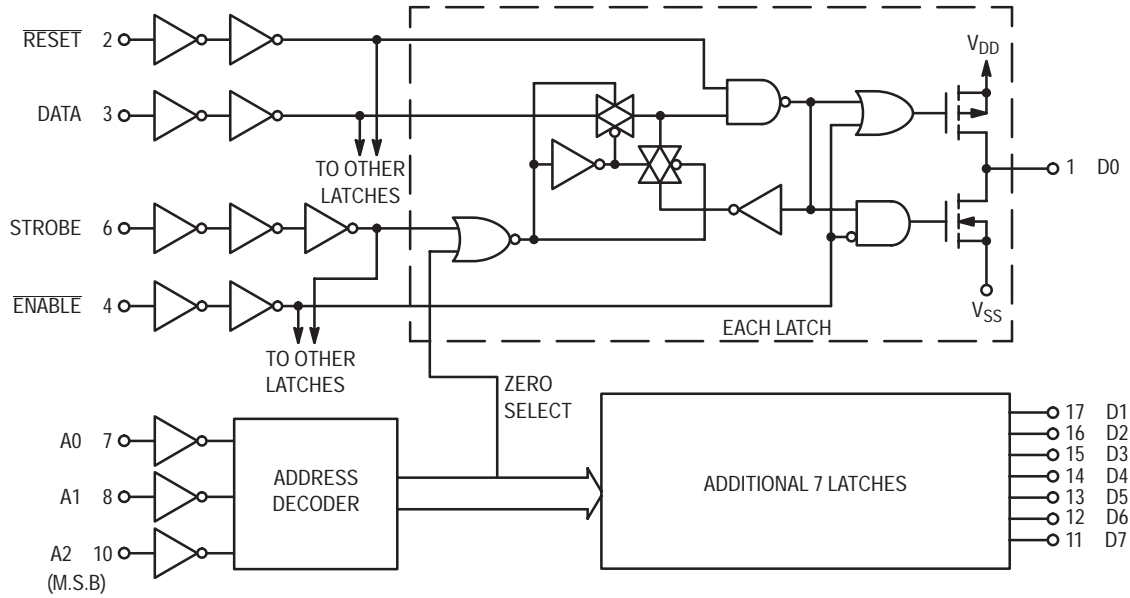 RESET 2
V_DD
DATA 3
TO OTHER
LATCHES
1 D0
STROBE 6
ENABLE 4
V_SS
EACH LATCH
TO OTHER
LATCHES
ZERO
SELECT
A0 7
A1 8
A2 10
(M.S.B)
ADDRESS
DECODER
ADDITIONAL 7 LATCHES
17 D1
16 D2
15 D3
14 D4
13 D5
12 D6
11 D7